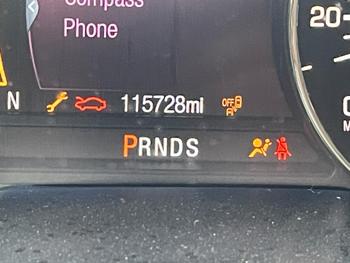 Compass
Phone
20
N 115728mi OFF
PRNDS